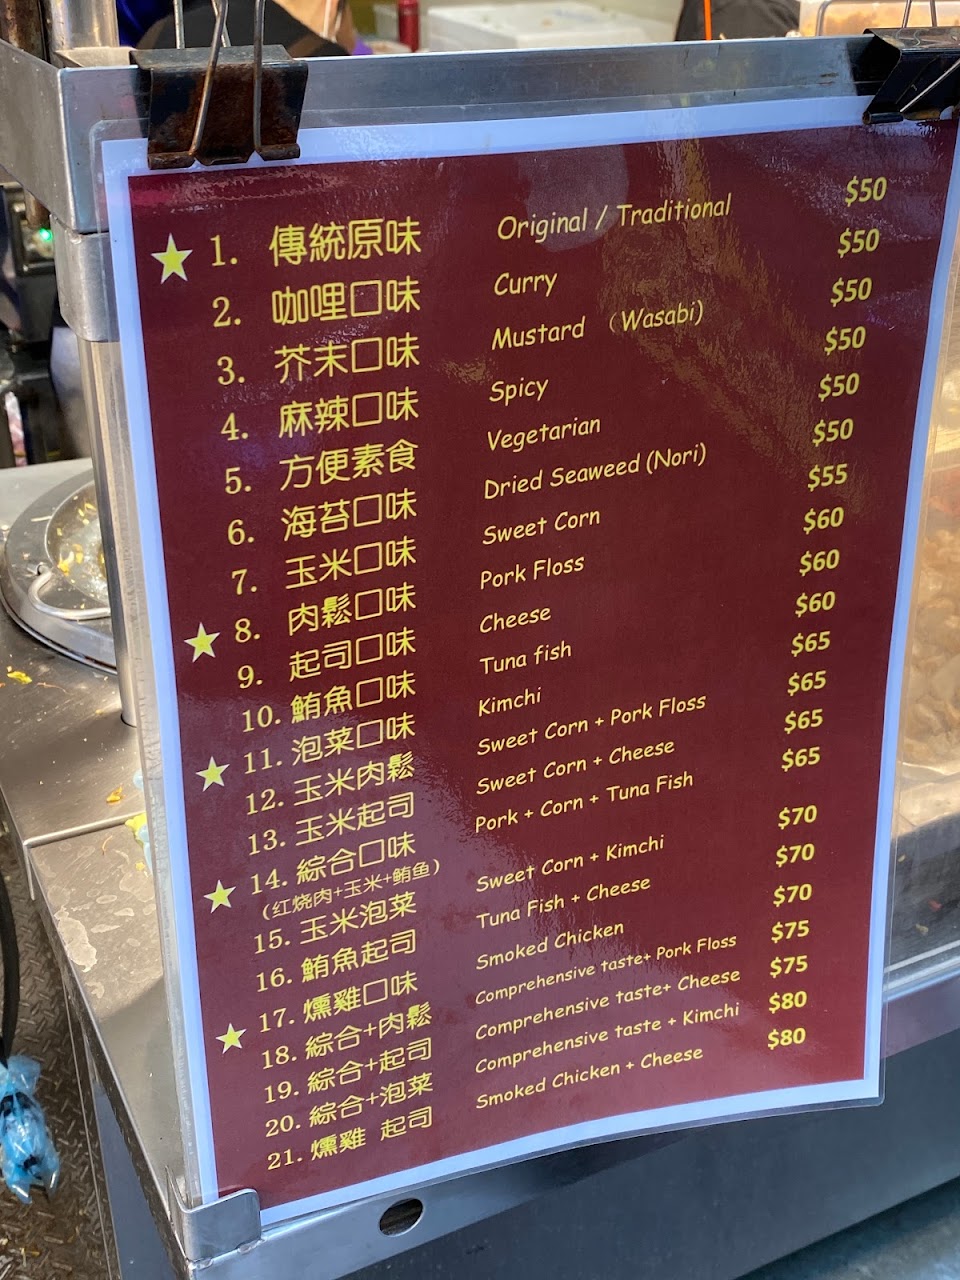 ★ 1. 傳統原味 Original / Traditional $50
2. 咖哩口味 Curry $50
3. 芥末口味 Mustard (Wasabi) $50
4. 麻辣口味 Spicy $50
5. 方便素食 Vegetarian $50
6. 海苔口味 Dried Seaweed (Nori) $50
7. 玉米口味 Sweet Corn $55
★ 8. 肉鬆口味 Pork Floss $60
9. 起司口味 Cheese $60
10. 鮪魚口味 Tuna fish $60
★ 11. 泡菜口味 Kimchi $65
12. 玉米肉鬆 Sweet Corn + Pork Floss $65
13. 玉米起司 Sweet Corn + Cheese $65
★ 14. 綜合口味 Pork + Corn + Tuna Fish $65
(红烧肉+玉米+鲔鱼)
15. 玉米泡菜 Sweet Corn + Kimchi $70
16. 鮪魚起司 Tuna Fish + Cheese $70
★ 17. 燻雞口味 Smoked Chicken $70
18. 綜合+肉鬆 Comprehensive taste+ Pork Floss $75
19. 綜合+起司 Comprehensive taste+ Cheese $75
20. 綜合+泡菜 Comprehensive taste + Kimchi $80
21. 燻雞 起司 Smoked Chicken + Cheese $80